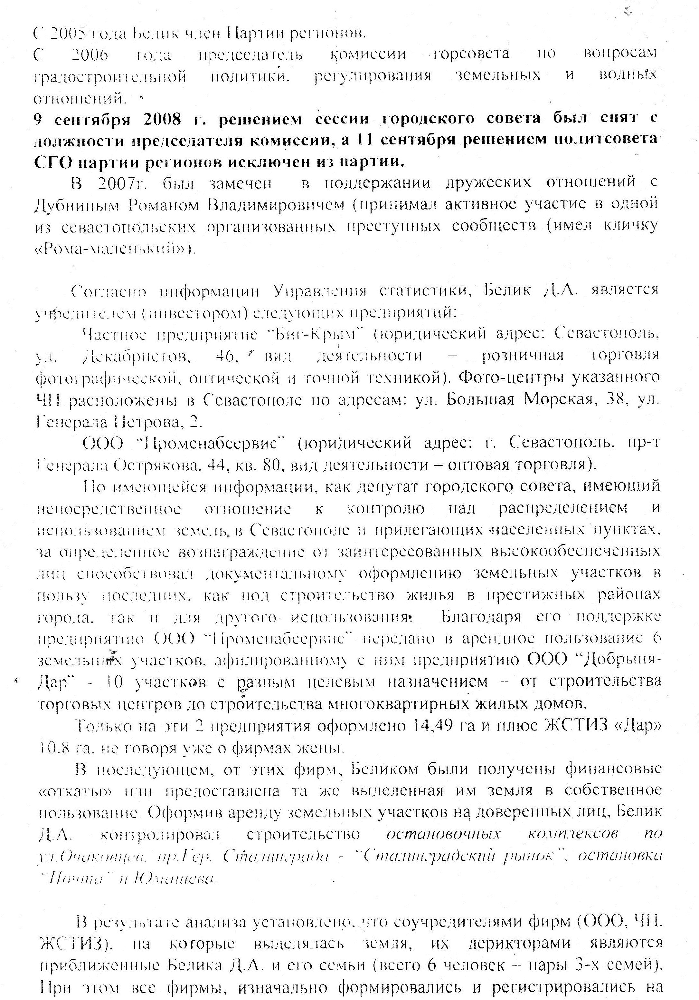 С 2005 года Белик член Партии регионов.
С 2006 года председатель комиссии горсовета по вопросам
градостроительной политики, регулирования земельных и водных
отношений.
9 сентября 2008 г. решением сессии городского совета был снят с
должности председателя комиссии, а 11 сентября решением политсовета
СГО партии регионов исключен из партии.
В 2007г. был замечен в поддержании дружеских отношений с
Дубниным Романом Владимировичем (принимал активное участие в одной
из севастопольских организованных преступных сообществ (имел кличку
«Рома-маленький»).
Согласно информации Управления статистики, Белик Д.А. является
учредителем (инвестором) следующих предприятий:
Частное предприятие “Биг-Крым” (юридический адрес: Севастополь,
ул. Декабристов, 46, вид деятельности – розничная торговля
фотографической, оптической и точной техникой). Фото-центры указанного
ЧП расположены в Севастополе по адресам: ул. Большая Морская, 38, ул.
Генерала Петрова, 2.
ООО “Променабсервис” (юридический адрес: г. Севастополь, пр-т
Генерала Острякова, 44, кв. 80, вид деятельности – оптовая торговля).
По имеющейся информации, как депутат городского совета, имеющий
непосредственное отношение к контролю над распределением и
использованием земель, в Севастополе и прилегающих населенных пунктах,
за определенное вознаграждение от заинтересованных высокообеспеченных
лиц способствовал документальному оформлению земельных участков в
пользу последних, как под строительство жилья в престижных районах
города, так и для другого использования. Благодаря его поддержке
предприятию ООО “Променабсервис” передано в арендное пользование 6
земельных участков, афилированному с ним предприятию ООО “Добрыня-
Дар” - 10 участков с разным целевым назначением – от строительства
торговых центров до строительства многоквартирных жилых домов.
Только на эти 2 предприятия оформлено 14,49 га и плюс ЖСТИЗ «Дар»
10.8 га, не говоря уже о фирмах жены.
В последующем, от этих фирм, Беликом были получены финансовые
«откаты» или предоставлена та же выделенная им земля в собственное
пользование. Оформив аренду земельных участков на доверенных лиц, Белик
Д.А. контролировал строительство остановочных комплексов по
ул.Очаковцев, пр.Гер. Сталинграда - “Сталинградский рынок”, остановка
“Почта” и Юмашева.
В результате анализа установлено, что соучредителями фирм (ООО, ЧП,
ЖСТИЗ), на которые выделялась земля, их дерикторами являются
приближенные Белика Д.А. и его семьи (всего 6 человек – пары 3-х семей).
При этом все фирмы, изначально формировались и регистрировались на